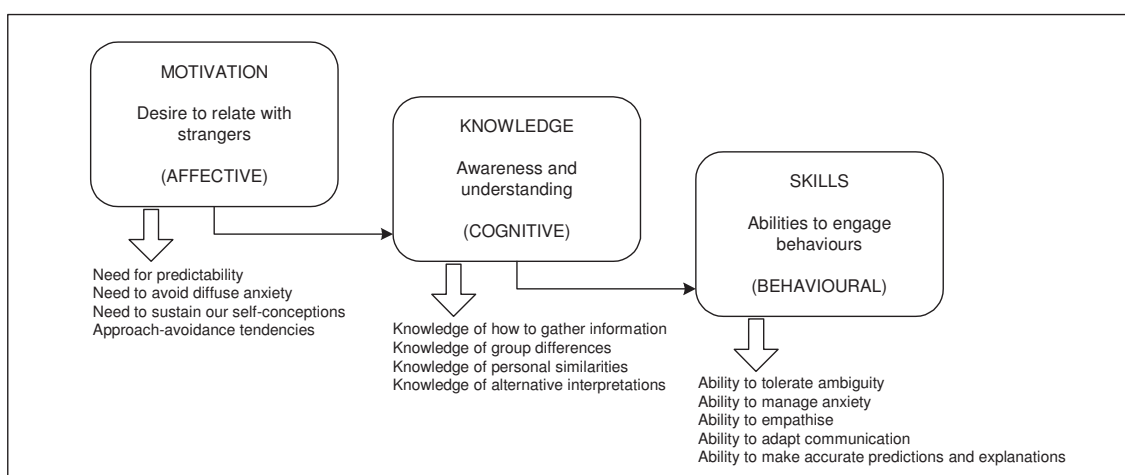 MOTIVATION
Desire to relate with
strangers
(AFFECTIVE)
Need for predictability
Need to avoid diffuse anxiety
Need to sustain our self-conceptions
Approach-avoidance tendencies
KNOWLEDGE
Awareness and
understanding
(COGNITIVE)
Knowledge of how to gather information
Knowledge of group differences
Knowledge of personal similarities
Knowledge of alternative interpretations
SKILLS
Abilities to engage
behaviours
(BEHAVIOURAL)
Ability to tolerate ambiguity
Ability to manage anxiety
Ability to empathise
Ability to adapt communication
Ability to make accurate predictions and explanations